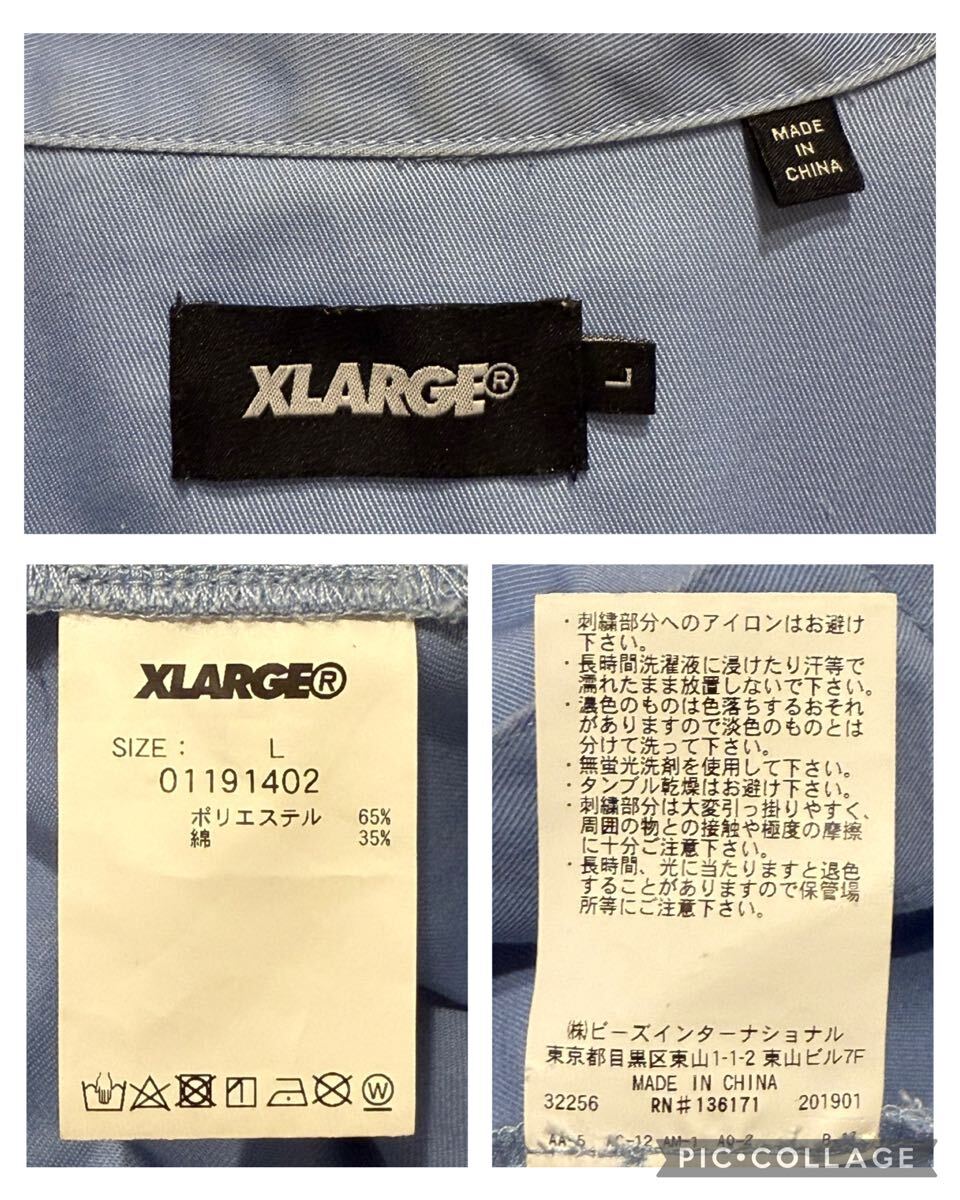 MADE
IN
CHINA
XLARGE®
L
XLARGE®
SIZE : L
01191402
ポリエステル 65%
綿 35%
・刺繍部分へのアイロンはお避け
下さい。
・長時間洗濯液に浸けたり汗等で
濡れたまま放置しないで下さい。
・濃色のものは色落ちするおそれ
がありますので淡色のものとは
分けて洗って下さい。
・無蛍光洗剤を使用して下さい。
・タンブル乾燥はお避け下さい。
・刺繍部分は大変引っ掛りやすく、
周囲の物との接触や極度の摩擦
に十分ご注意下さい。
・長時間、光に当たりますと退色
することがありますので保管場
所等にご注意下さい。
㈱ビーズインターナショナル
東京都目黒区東山1-1-2 東山ビル7F
MADE IN CHINA
32256 RN#136171 201901
PIC•COLLAGE